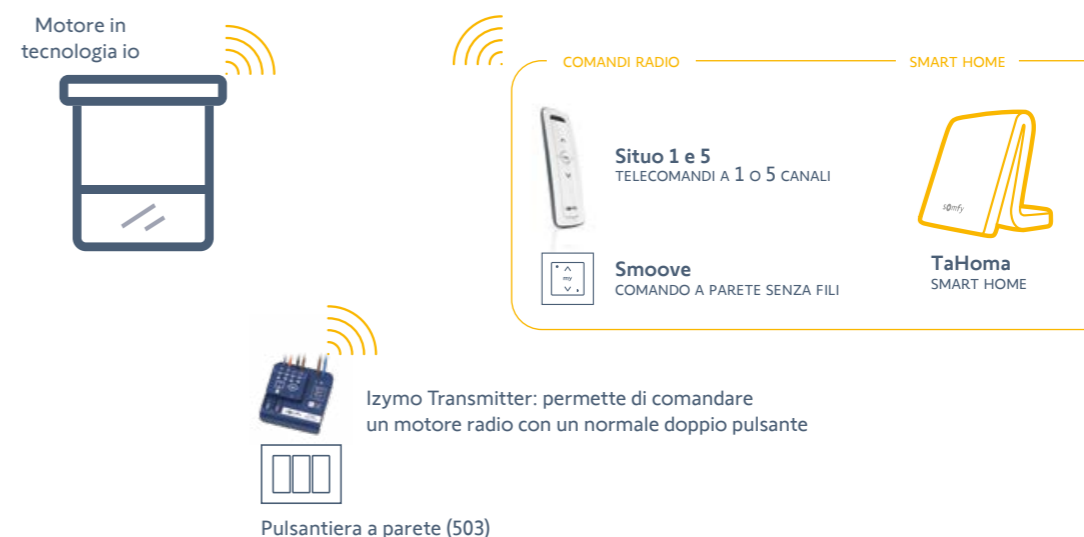 Motore in
tecnologia io
COMANDI RADIO
SMART HOME
Situo 1 e 5
TELECOMANDI A 1 O 5 CANALI
somfy
Smoove
COMANDO A PARETE SENZA FILI
my
TaHoma
SMART HOME
Izymo Transmitter: permette di comandare
un motore radio con un normale doppio pulsante
Pulsantiera a parete (503)